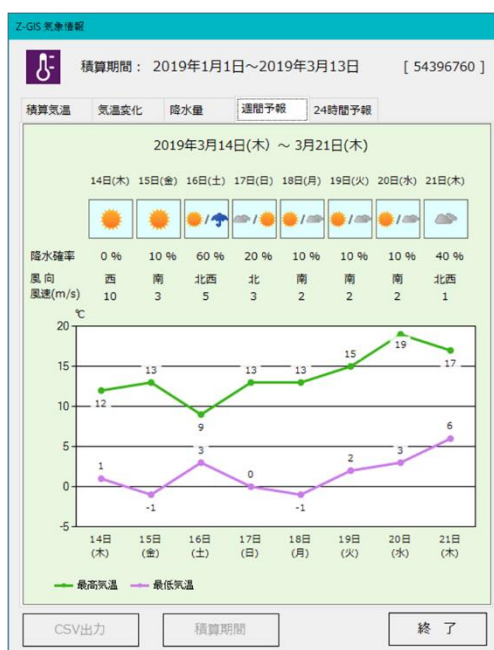 Z-GIS 気象情報
積算期間： 2019年1月1日～2019年3月13日 [ 54396760 ]
積算気温 気温変化 降水量 週間予報 24時間予報
2019年3月14日(木) ～ 3月21日(木)
14日(木) 15日(金) 16日(土) 17日(日) 18日(月) 19日(火) 20日(水) 21日(木)
降水確率 0 % 10 % 60 % 20 % 10 % 10 % 10 % 40 %
風 向 西 南 北西 北 南 南 南 北西
風速(m/s) 10 3 5 3 2 2 2 1
℃
20
19
15 13 13 13 15 17
12
10
9
6
5
3 2 3
1
0 0
-1 -1
-5
14日 15日 16日 17日 18日 19日 20日 21日
(木) (金) (土) (日) (月) (火) (水) (木)
最高気温 最低気温
CSV出力 積算期間 終 了